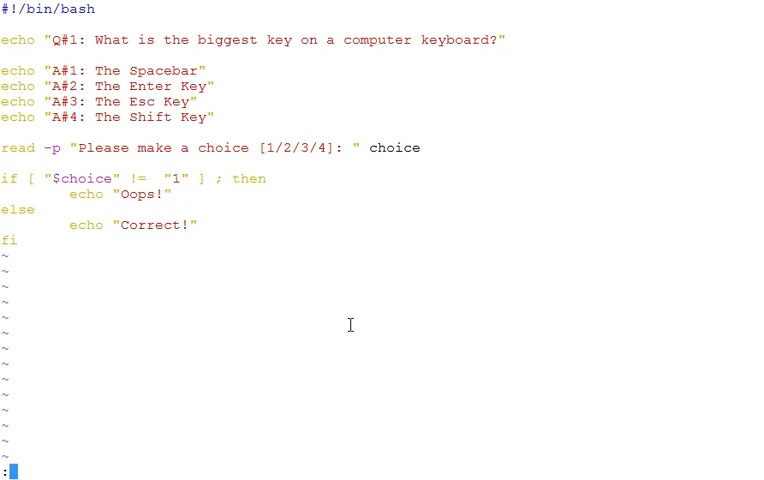 #!/bin/bash
echo "Q#1: What is the biggest key on a computer keyboard?"
echo "A#1: The Spacebar"
echo "A#2: The Enter Key"
echo "A#3: The Esc Key"
echo "A#4: The Shift Key"
read -p "Please make a choice [1/2/3/4]: " choice
if [ "$choice" !=  "1" ] ; then
        echo "Oops!"
else
        echo "Correct!"
fi
~
~
~
~
~
~
~
~
~
~
~
~
~
~
: